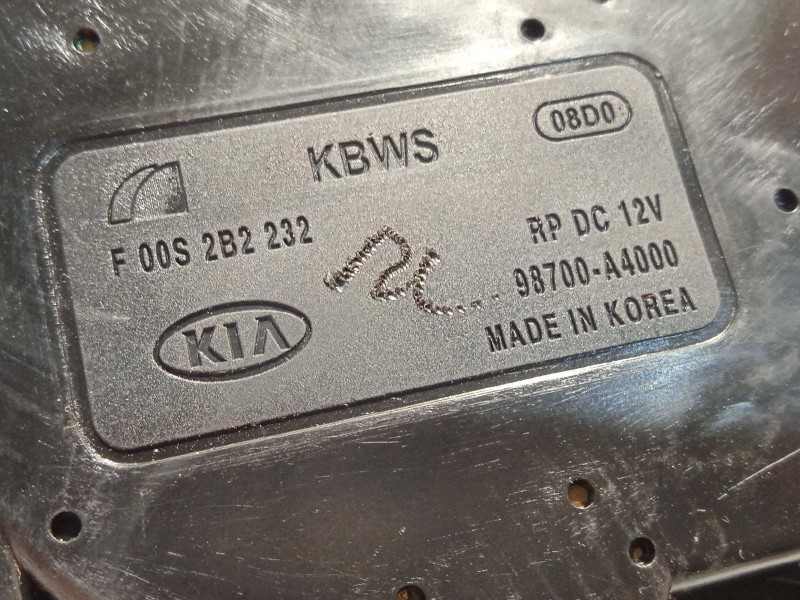 KBWS
08D0
F 00S 2B2 232
RP DC 12V
98700-A4000
KIA
MADE IN KOREA